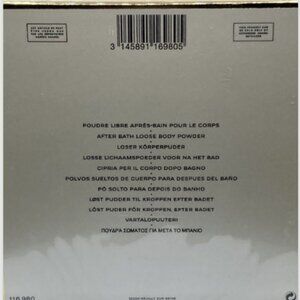 3 145891 169805
POUDRE LIBRE APRÈS-BAIN POUR LE CORPS
AFTER BATH LOOSE BODY POWDER
LOSER KÖRPERPUDER
LOSSE LICHAAMSPOEDER VOOR NA HET BAD
CIPRIA PER IL CORPO DOPO BAGNO
POLVOS SUELTOS DE CUERPO PARA DESPUES DEL BAÑO
PÓ SOLTO PARA DEPOIS DO BANHO
LØST PUDDER TIL KROPPEN EFTER BADET
LÖST PUDER FÖR KROPPEN, EFTER BADET
VARTALOPUUTERI
ΠΟΥΔΡΑ ΣΩΜΑΤΟΣ ΓΙΑ ΜΕΤΑ ΤΟ ΜΠΑΝΙΟ
116.980